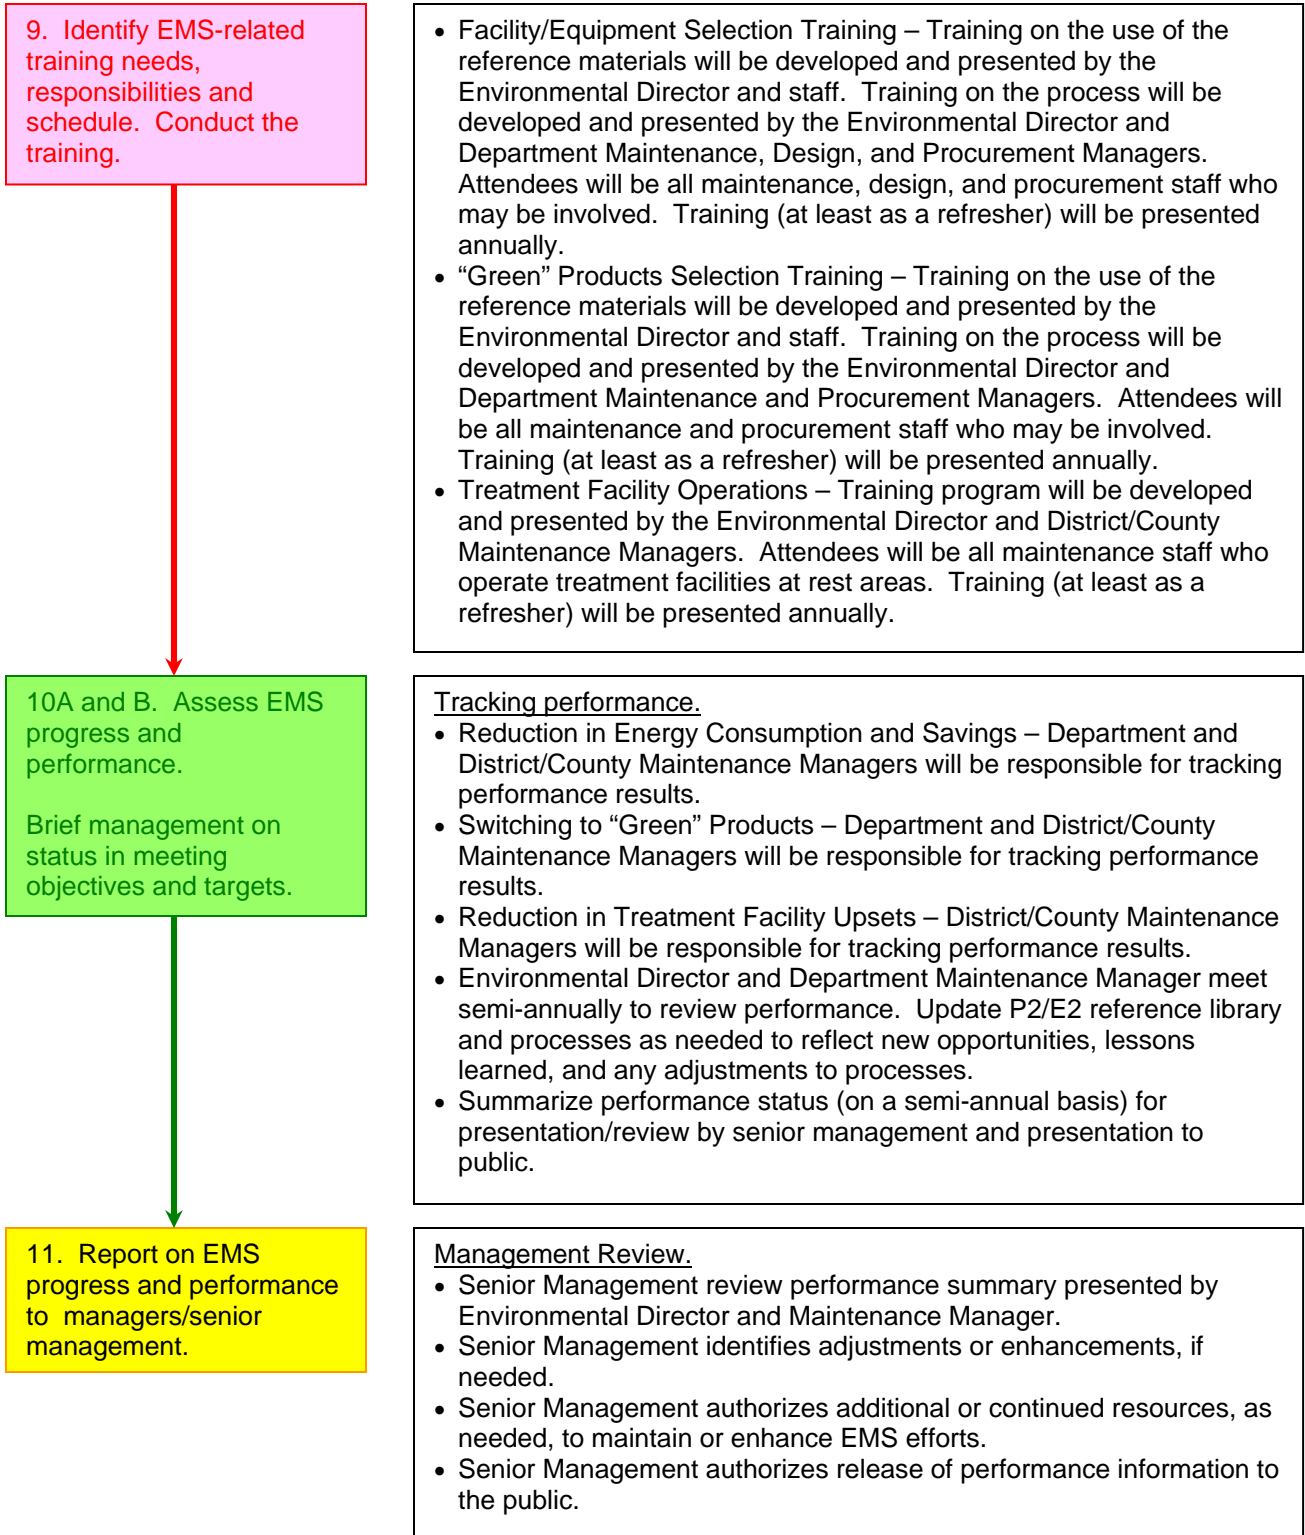 9.  Identify EMS-related
training needs,
responsibilities and
schedule.  Conduct the
training.
• Facility/Equipment Selection Training – Training on the use of the
reference materials will be developed and presented by the
Environmental Director and staff.  Training on the process will be
developed and presented by the Environmental Director and
Department Maintenance, Design, and Procurement Managers.
Attendees will be all maintenance, design, and procurement staff who
may be involved.  Training (at least as a refresher) will be presented
annually.
• “Green” Products Selection Training – Training on the use of the
reference materials will be developed and presented by the
Environmental Director and staff.  Training on the process will be
developed and presented by the Environmental Director and
Department Maintenance and Procurement Managers.  Attendees will
be all maintenance and procurement staff who may be involved.
Training (at least as a refresher) will be presented annually.
• Treatment Facility Operations – Training program will be developed
and presented by the Environmental Director and District/County
Maintenance Managers.  Attendees will be all maintenance staff who
operate treatment facilities at rest areas.  Training (at least as a
refresher) will be presented annually.
10A and B.  Assess EMS
progress and
performance.
Brief management on
status in meeting
objectives and targets.
Tracking performance.
• Reduction in Energy Consumption and Savings – Department and
District/County Maintenance Managers will be responsible for tracking
performance results.
• Switching to “Green” Products – Department and District/County
Maintenance Managers will be responsible for tracking performance
results.
• Reduction in Treatment Facility Upsets – District/County Maintenance
Managers will be responsible for tracking performance results.
• Environmental Director and Department Maintenance Manager meet
semi-annually to review performance.  Update P2/E2 reference library
and processes as needed to reflect new opportunities, lessons
learned, and any adjustments to processes.
• Summarize performance status (on a semi-annual basis) for
presentation/review by senior management and presentation to
public.
11.  Report on EMS
progress and performance
to  managers/senior
management.
Management Review.
• Senior Management review performance summary presented by
Environmental Director and Maintenance Manager.
• Senior Management identifies adjustments or enhancements, if
needed.
• Senior Management authorizes additional or continued resources, as
needed, to maintain or enhance EMS efforts.
• Senior Management authorizes release of performance information to
the public.